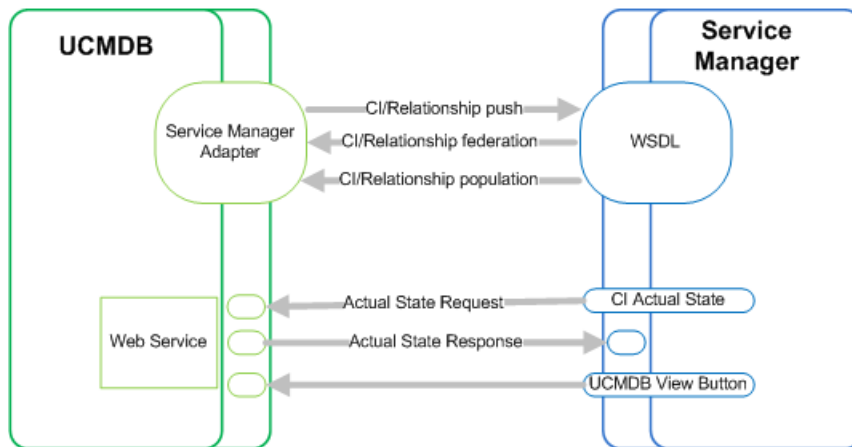 UCMDB
Service
Manager
Service Manager
Adapter
CI/Relationship push
CI/Relationship federation
CI/Relationship population
WSDL
Web Service
Actual State Request
CI Actual State
Actual State Response
UCMDB View Button